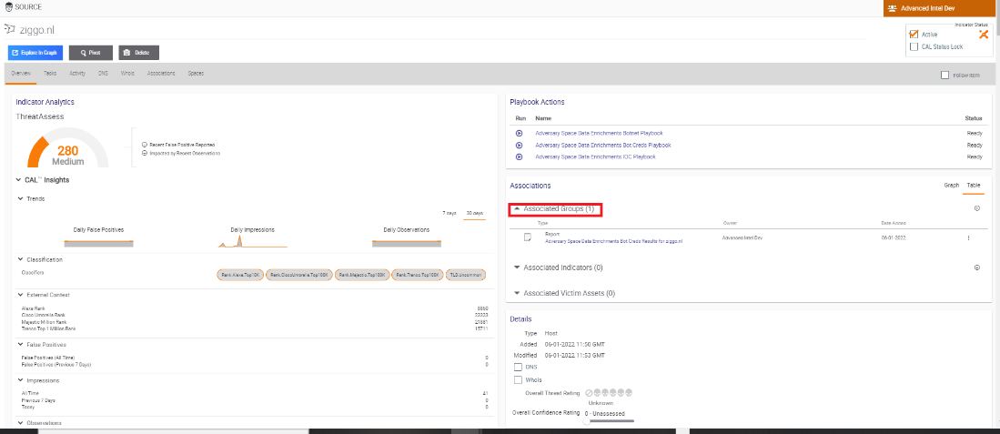 SOURCE
Advanced Intel Dev
ziggo.nl
Indicator Status
Active
CAL Status Lock
Explore In Graph
Pivot
Delete
Overview
Tasks
Activity
DNS
Whois
Associations
Spaces
Follow Item
Indicator Analytics
ThreatAssess
280
Medium
Recent False Positive Reported
Impacted by Recent Observations
CAL™ Insights
Trends
7 days
30 days
Daily False Positives
Daily Impressions
Daily Observations
Classification
Classifiers
Rank.Alexa.Top10K
Rank.CiscoUmbrella.Top100K
Rank.Majestic.Top100K
Rank.Tranco.Top100K
TLD.Uncommon
External Context
Alexa Rank
Cisco Umbrella Rank
Majestic Million Rank 21881
Tranco Top 1 Million Rank 15711
False Positives
False Positives (All Time) 0
False Positives (Previous 7 Days) 0
Impressions
All Time 41
Previous 7 Days 0
Today 0
Observations
Playbook Actions
Run Name Status
Adversary Space Data Enrichments Botnet Playbook Ready
Adversary Space Data Enrichments Bot Creds Playbook Ready
Adversary Space Data Enrichments IOC Playbook Ready
Associations
Graph
Table
Associated Groups (1)
Type Owner Date Added
Report
Adversary Space Data Enrichments Bot Creds Results for ziggo.nl Advanced Intel Dev 06-01-2022
Associated Indicators (0)
Associated Victim Assets (0)
Details
Type Host
Added 06-01-2022 11:50 GMT
Modified 06-01-2022 11:53 GMT
DNS
Whois
Overall Threat Rating
Unknown
Overall Confidence Rating 0 - Unassessed